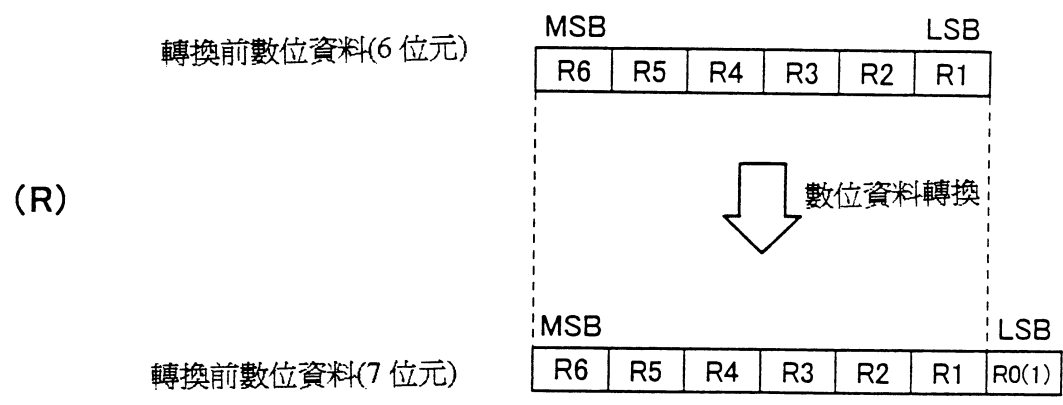 MSB LSB
轉換前數位資料(6 位元)
R6 R5 R4 R3 R2 R1
(R)
數位資料轉換
MSB LSB
轉換前數位資料(7 位元)
R6 R5 R4 R3 R2 R1 R0(1)